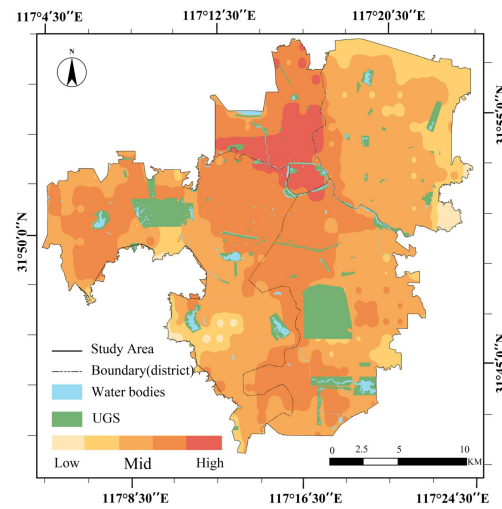 117°4'30''E 117°12'30''E 117°20'30''E
N
31°55'0''N
31°50'0''N
31°45'0''N
Study Area
Boundary(district)
Water bodies
UGS
Low Mid High
0 2.5 5 10
KM
117°8'30''E 117°16'30''E 117°24'30''E